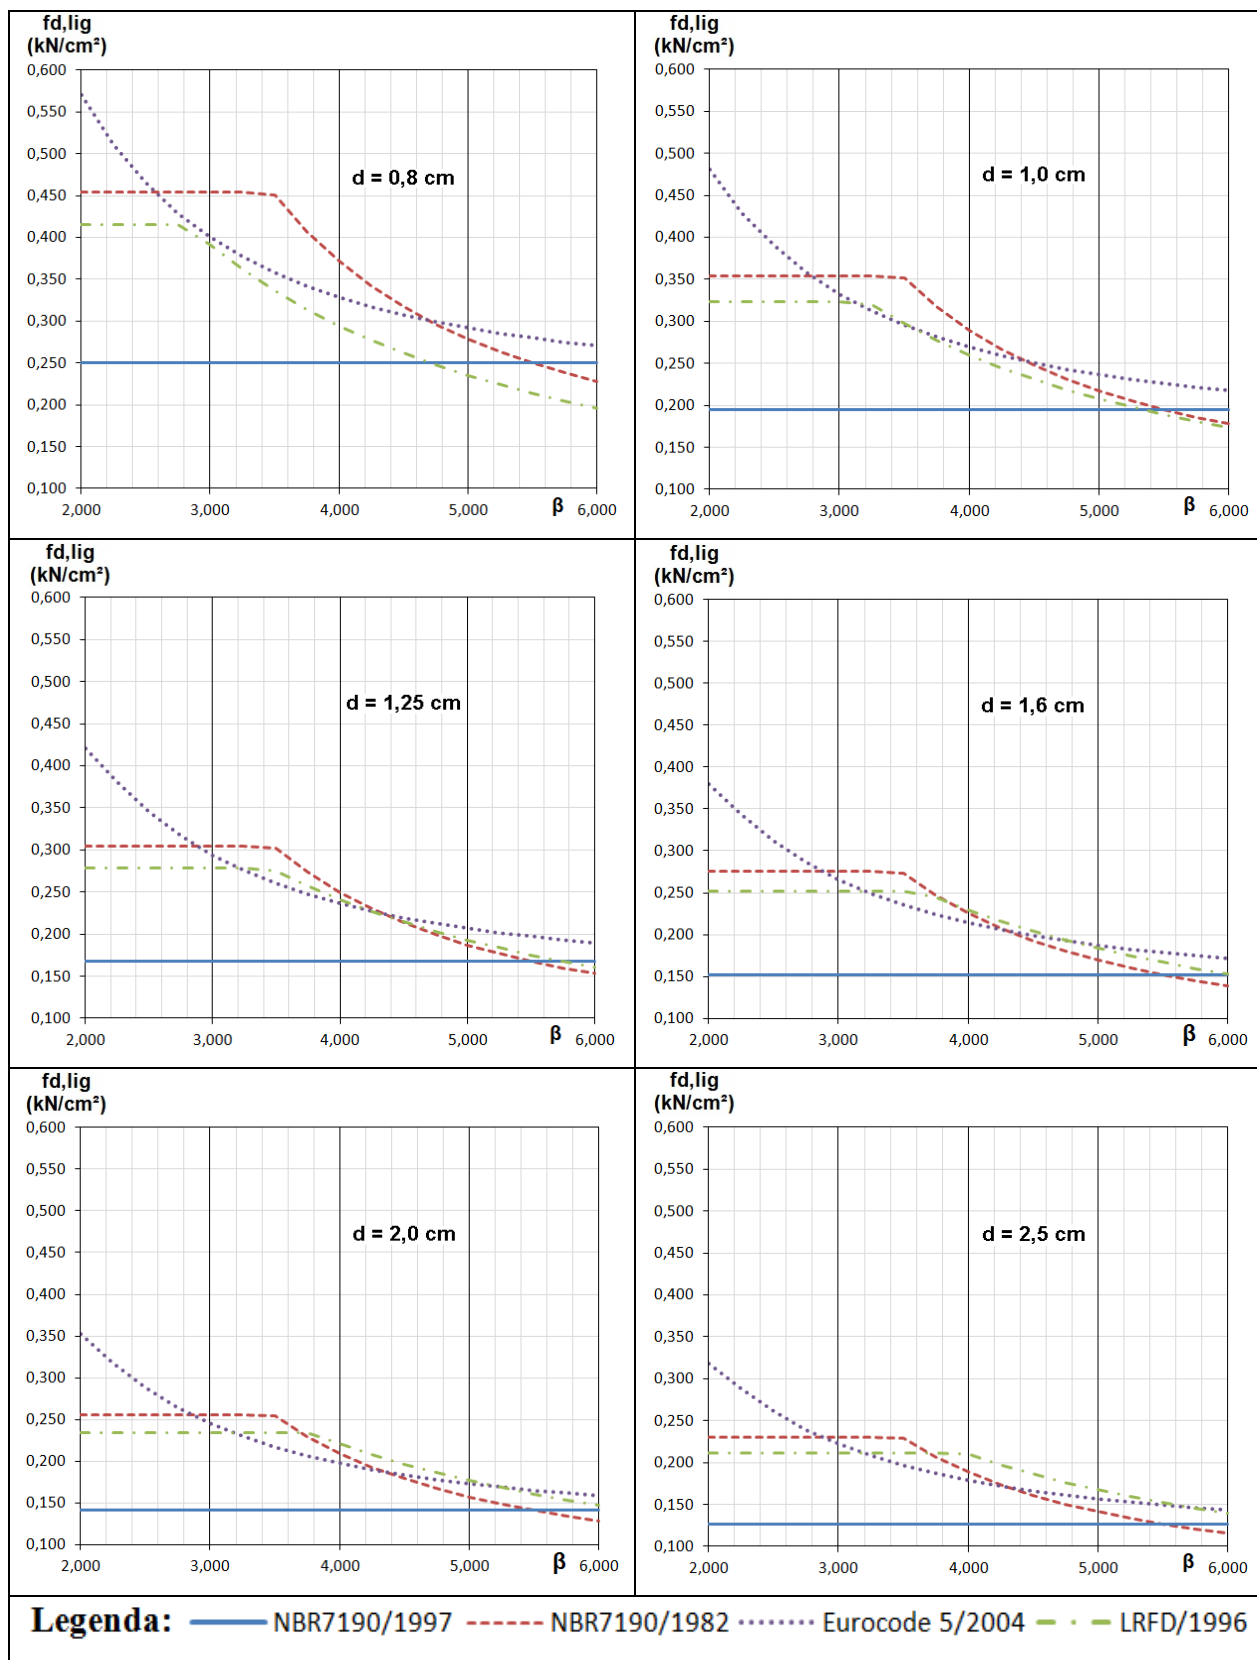 fd,lig
(kN/cm²)
0,600
0,550
0,500
0,450
0,400
0,350
0,300
0,250
0,200
0,150
0,100
d = 0,8 cm
2,000 3,000 4,000 5,000 β 6,000
fd,lig
(kN/cm²)
0,600
0,550
0,500
0,450
0,400
0,350
0,300
0,250
0,200
0,150
0,100
d = 1,0 cm
2,000 3,000 4,000 5,000 β 6,000
fd,lig
(kN/cm²)
0,600
0,550
0,500
0,450
0,400
0,350
0,300
0,250
0,200
0,150
0,100
d = 1,25 cm
2,000 3,000 4,000 5,000 β 6,000
fd,lig
(kN/cm²)
0,600
0,550
0,500
0,450
0,400
0,350
0,300
0,250
0,200
0,150
0,100
d = 1,6 cm
2,000 3,000 4,000 5,000 β 6,000
fd,lig
(kN/cm²)
0,600
0,550
0,500
0,450
0,400
0,350
0,300
0,250
0,200
0,150
0,100
d = 2,0 cm
2,000 3,000 4,000 5,000 β 6,000
fd,lig
(kN/cm²)
0,600
0,550
0,500
0,450
0,400
0,350
0,300
0,250
0,200
0,150
0,100
d = 2,5 cm
2,000 3,000 4,000 5,000 β 6,000
Legenda: NBR7190/1997 NBR7190/1982 Eurocode 5/2004 LRFD/1996